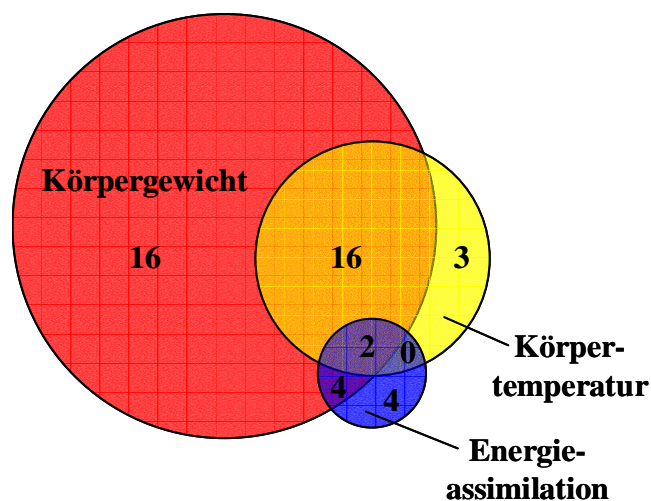 Körpergewicht
16
16
3
2
0
4
4
Körper-
temperatur
Energie-
assimilation